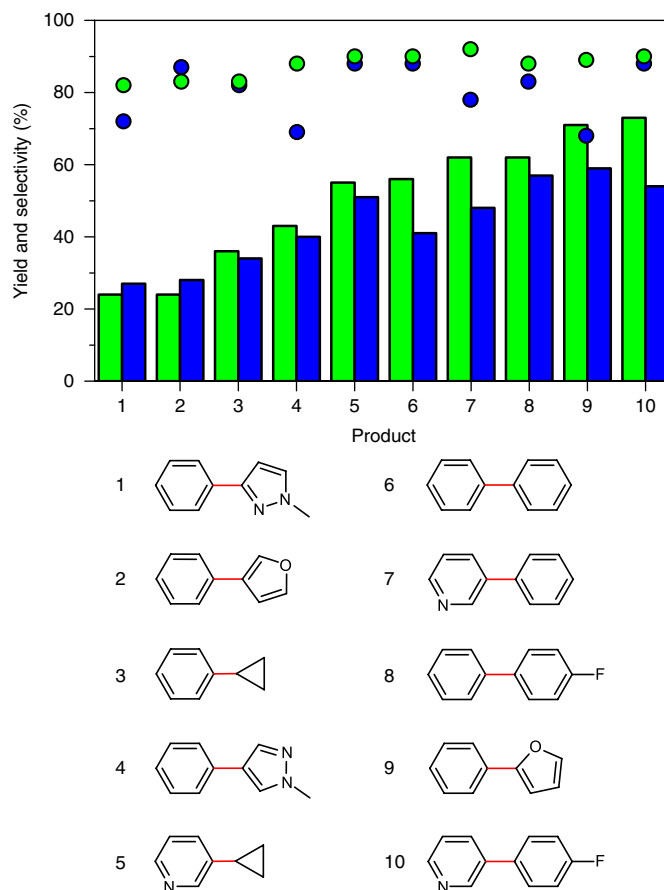 100
80
60
40
20
0
Yield and selectivity (%)
1 2 3 4 5 6 7 8 9 10
Product
1 N N
6
2 O
7 N
3
8 F
4 N N
9 O
5 N
10 N F